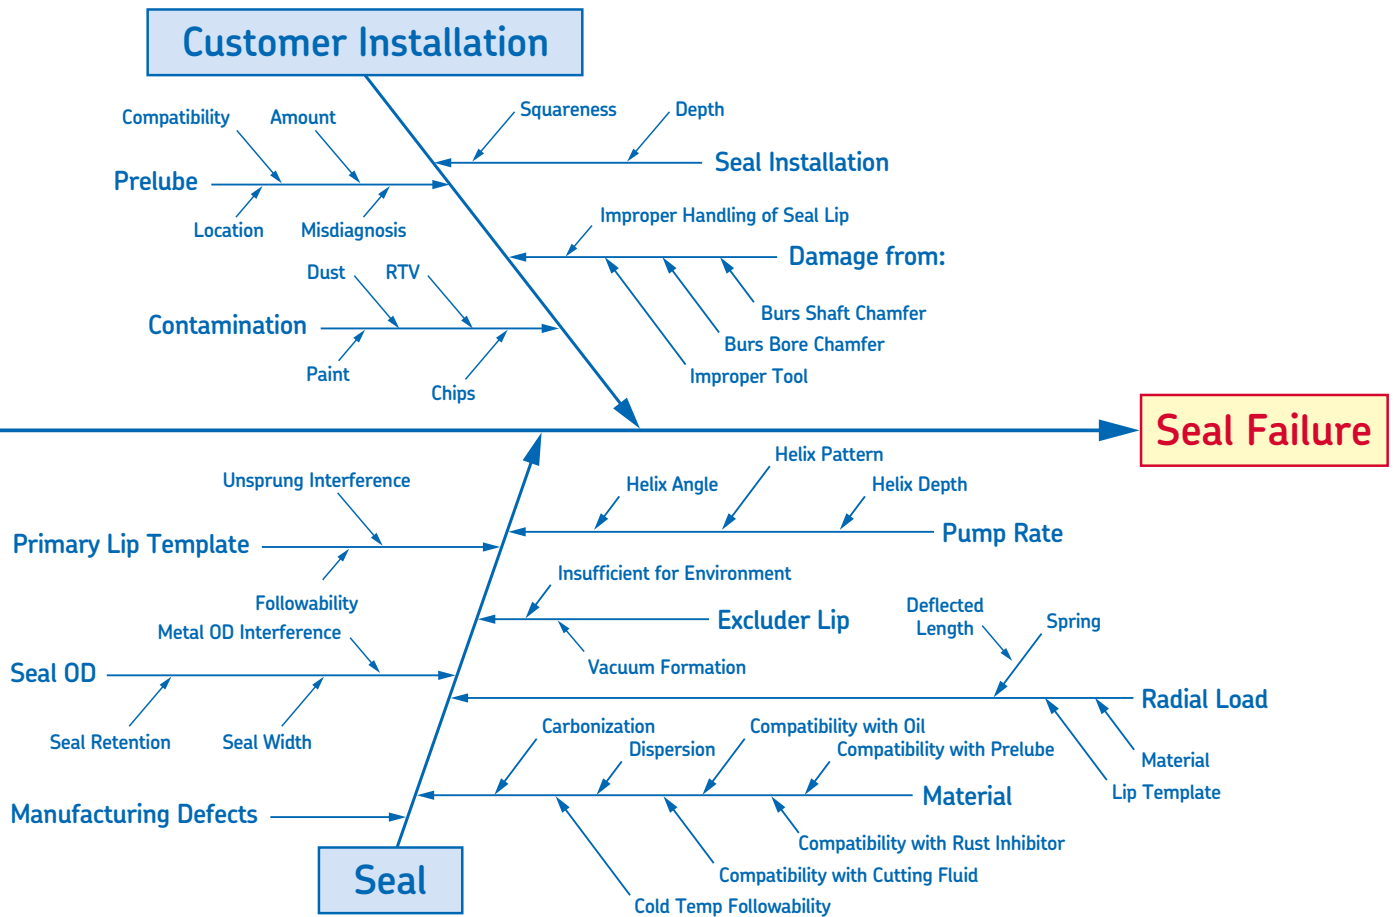 Customer Installation
Squareness
Depth
Compatibility
Amount
Seal Installation
Prelube
Location
Misdiagnosis
Improper Handling of Seal Lip
Damage from:
Dust
RTV
Burs Shaft Chamfer
Contamination
Burs Bore Chamfer
Paint
Improper Tool
Chips
Seal Failure
Helix Pattern
Unsprung Interference
Helix Angle
Helix Depth
Pump Rate
Primary Lip Template
Insufficient for Environment
Followability
Deflected
Length
Spring
Excluder Lip
Metal OD Interference
Vacuum Formation
Seal OD
Radial Load
Carbonization
Compatibility with Oil
Seal Retention
Seal Width
Dispersion
Compatibility with Prelube
Material
Lip Template
Material
Manufacturing Defects
Compatibility with Rust Inhibitor
Compatibility with Cutting Fluid
Seal
Cold Temp Followability